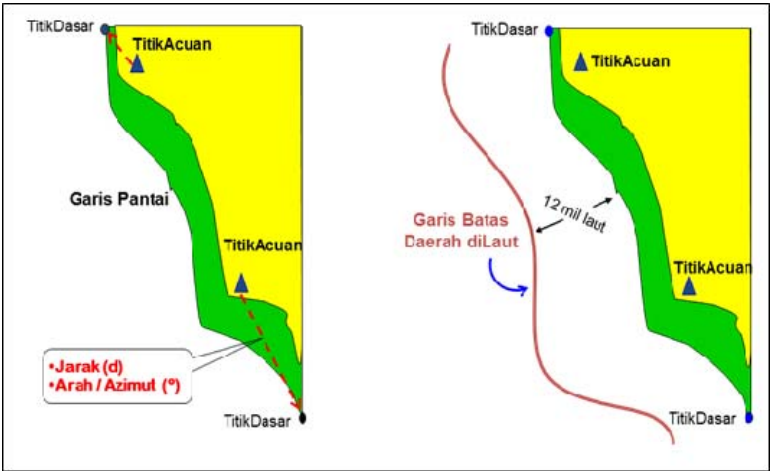 TitikDasar
TitikAcuan
Garis Pantai
TitikAcuan
•Jarak (d)
•Arah / Azimut (º)
TitikDasar
TitikDasar
TitikAcuan
12 mil laut
Garis Batas
Daerah diLaut
TitikAcuan
TitikDasar